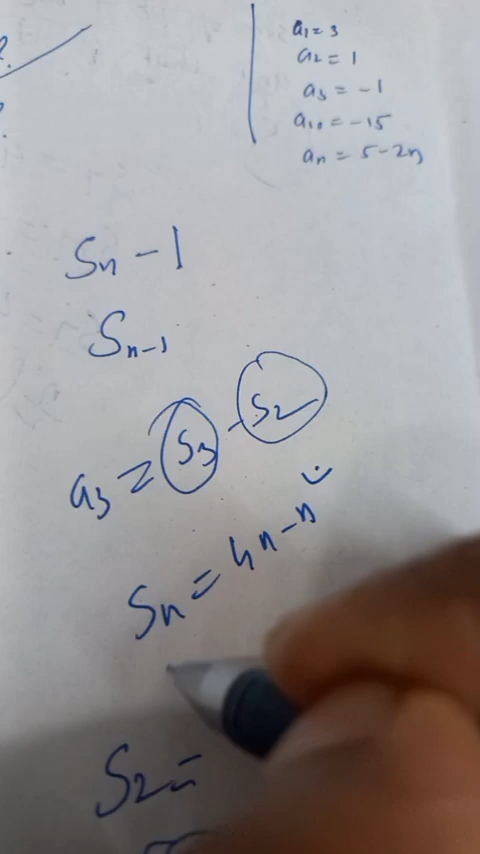 ?
?
a₁ = 3
a₂ = 1
a₃ = -1
a₁₀ = -15
aₙ = 5-2n
Sₙ - 1
Sₙ₋₁
a₃ = S₃ - S₂
Sₙ = 4n-n²
S₂ =